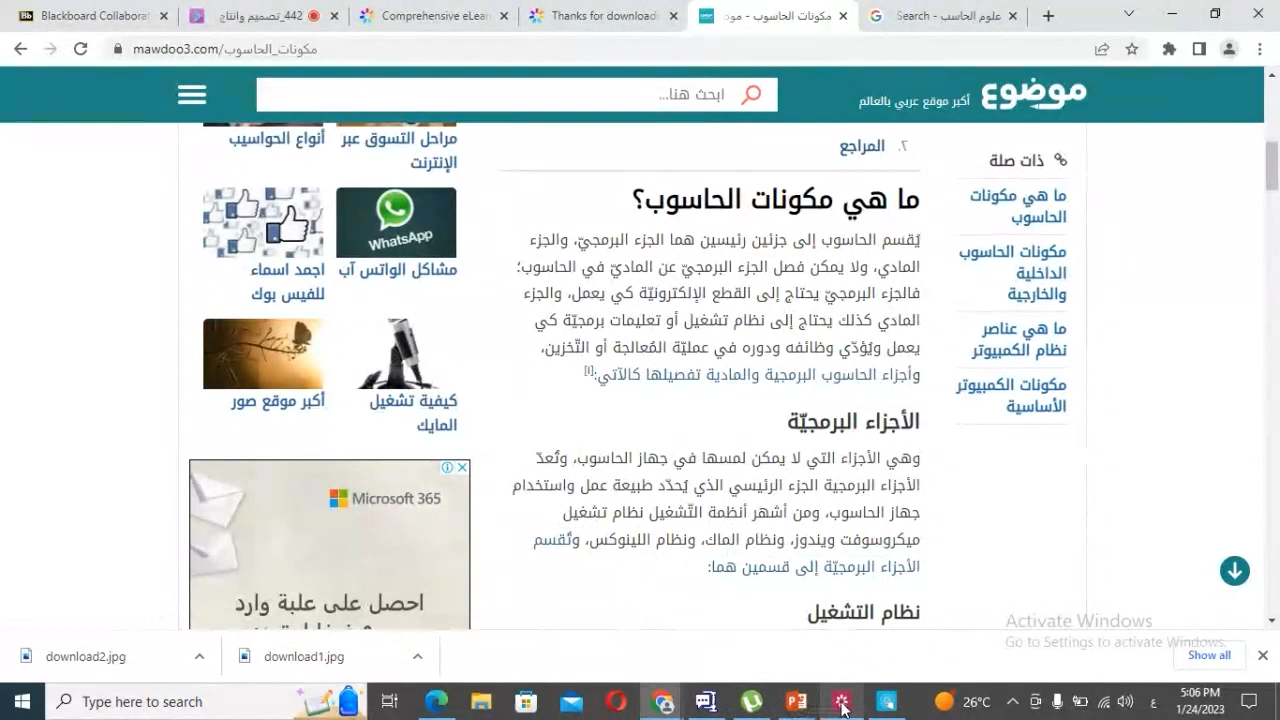 Blackboard Collaborat
442_تصميم وانتاج
Comprehensive eLear
Thanks for downloadi
مكونات الحاسوب - مود
Search - علوم الحاسب
mawdoo3.com/مكونات_الحاسوب
موضوع
أكبر موقع عربي بالعالم
ابحث هنا...
ذات صلة
ما هي مكونات
الحاسوب
مكونات الحاسوب
الداخلية
والخارجية
ما هي عناصر
نظام الكمبيوتر
مكونات الكمبيوتر
الأساسية
٢. المراجع
ما هي مكونات الحاسوب؟
يُقسم الحاسوب إلى جزئين رئيسين هما الجزء البرمجيّ، والجزء
المادي، ولا يمكن فصل الجزء البرمجيّ عن الماديّ في الحاسوب؛
فالجزء البرمجيّ يحتاج إلى القطع الإلكترونيّة كي يعمل، والجزء
المادي كذلك يحتاج إلى نظام تشغيل أو تعليمات برمجيّة كي
يعمل ويُؤدّي وظائفه ودوره في عمليّة المُعالجة أو التّخزين،
وأجزاء الحاسوب البرمجية والمادية تفصيلها كالآتي:[١]
الأجزاء البرمجيّة
وهي الأجزاء التي لا يمكن لمسها في جهاز الحاسوب، وتُعدّ
الأجزاء البرمجية الجزء الرئيسي الذي يُحدّد طبيعة عمل واستخدام
جهاز الحاسوب، ومن أشهر أنظمة التّشغيل نظام تشغيل
ميكروسوفت ويندوز، ونظام الماك، ونظام اللينوكس، وتُقسم
الأجزاء البرمجيّة إلى قسمين هما:
نظام التشغيل
مراحل التسوق عبر
الإنترنت
أنواع الحواسيب
WhatsApp
مشاكل الواتس آب
اجمد اسماء
للفيس بوك
كيفية تشغيل
المايك
أكبر موقع صور
Microsoft 365
احصل على علبة وارد
Activate Windows
Go to Settings to activate Windows.
download2.jpg
download1.jpg
Show all
Type here to search
26°C
ع
5:06 PM
1/24/2023